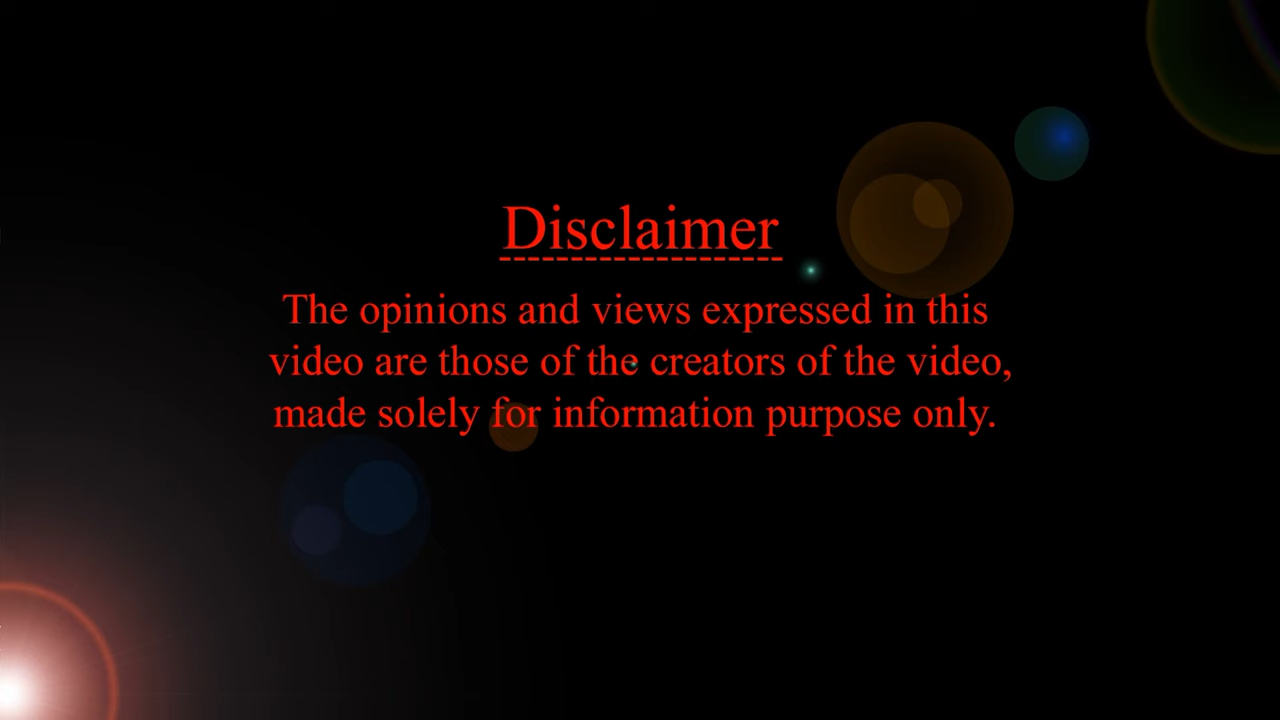 Disclaimer
The opinions and views expressed in this
video are those of the creators of the video,
made solely for information purpose only.